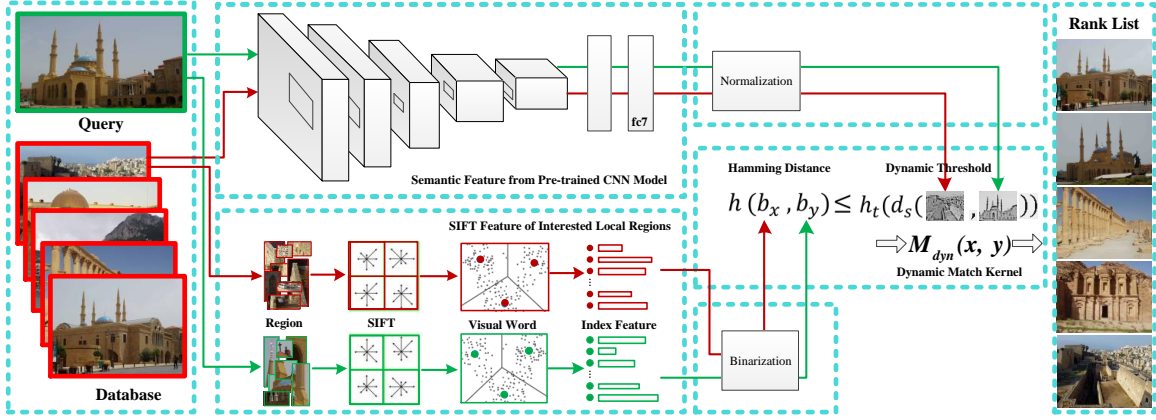 Query
Database
fc7
Semantic Feature from Pre-trained CNN Model
SIFT Feature of Interested Local Regions
Region
SIFT
Visual Word
Index Feature
Normalization
Hamming Distance
Dynamic Threshold
h (b_x , b_y) ≤ h_t(d_s( , ))
M_dyn(x, y)
Dynamic Match Kernel
Binarization
Rank List